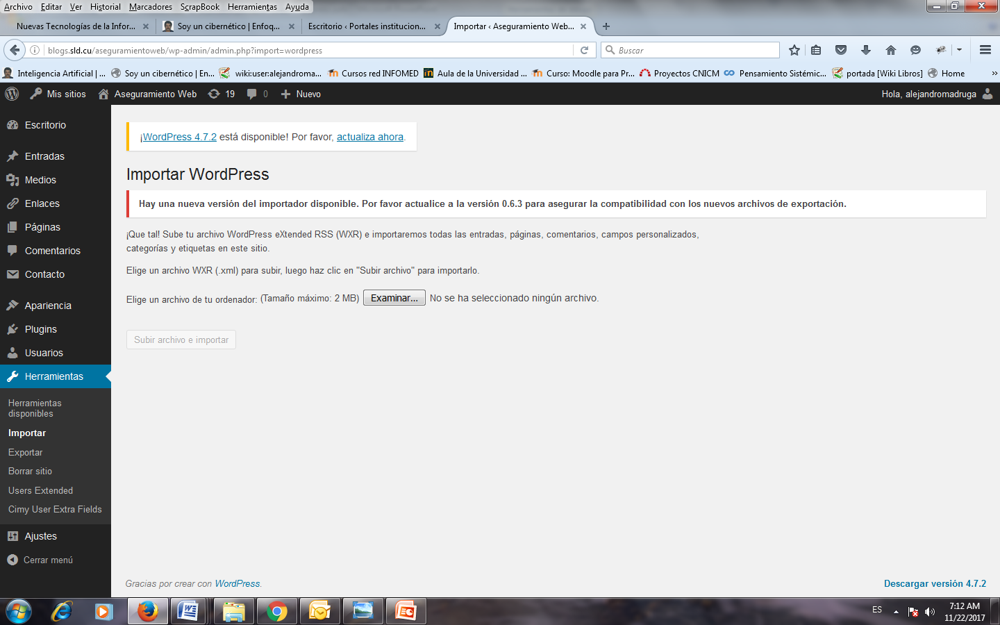 Archivo Editar Ver Historial Marcadores ScrapBook Herramientas Ayuda
Nuevas Tecnologías de la Infor... Soy un cibernético | Enfoq... Escritorio ‹ Portales institucion... Importar ‹ Aseguramiento Web...
blogs.sld.cu/aseguramientoweb/wp-admin/admin.php?import=wordpress Buscar
Inteligencia Artificial | ... Soy un cibernético | En... wiki:user:alejandroma... Cursos red INFOMED Aula de la Universidad ... Curso: Moodle para Pr... Proyectos CNICM Pensamiento Sistémic... portada [Wiki Libros] Home »
Mis sitios Aseguramiento Web 19 0 Nuevo Hola, alejandromadruga
Escritorio
Entradas
Medios
Enlaces
Páginas
Comentarios
Contacto
Apariencia
Plugins
Usuarios
Herramientas
Herramientas
disponibles
Importar
Exportar
Borrar sitio
Users Extended
Cimy User Extra Fields
Ajustes
Cerrar menú
¡WordPress 4.7.2 está disponible! Por favor, actualiza ahora.
Importar WordPress
Hay una nueva versión del importador disponible. Por favor actualice a la versión 0.6.3 para asegurar la compatibilidad con los nuevos archivos de exportación.
¡Que tal! Sube tu archivo WordPress eXtended RSS (WXR) e importaremos todas las entradas, páginas, comentarios, campos personalizados,
categorías y etiquetas en este sitio.
Elige un archivo WXR (.xml) para subir, luego haz clic en "Subir archivo" para importarlo.
Elige un archivo de tu ordenador: (Tamaño máximo: 2 MB) Examinar... No se ha seleccionado ningún archivo.
Subir archivo e importar
Gracias por crear con WordPress. Descargar versión 4.7.2
ES 7:12 AM
11/22/2017